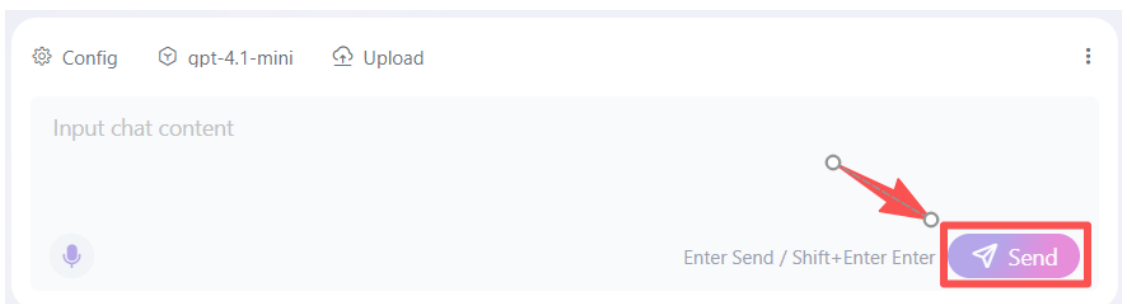 Config gpt-4.1-mini Upload
Input chat content
Enter Send / Shift+Enter Enter Send